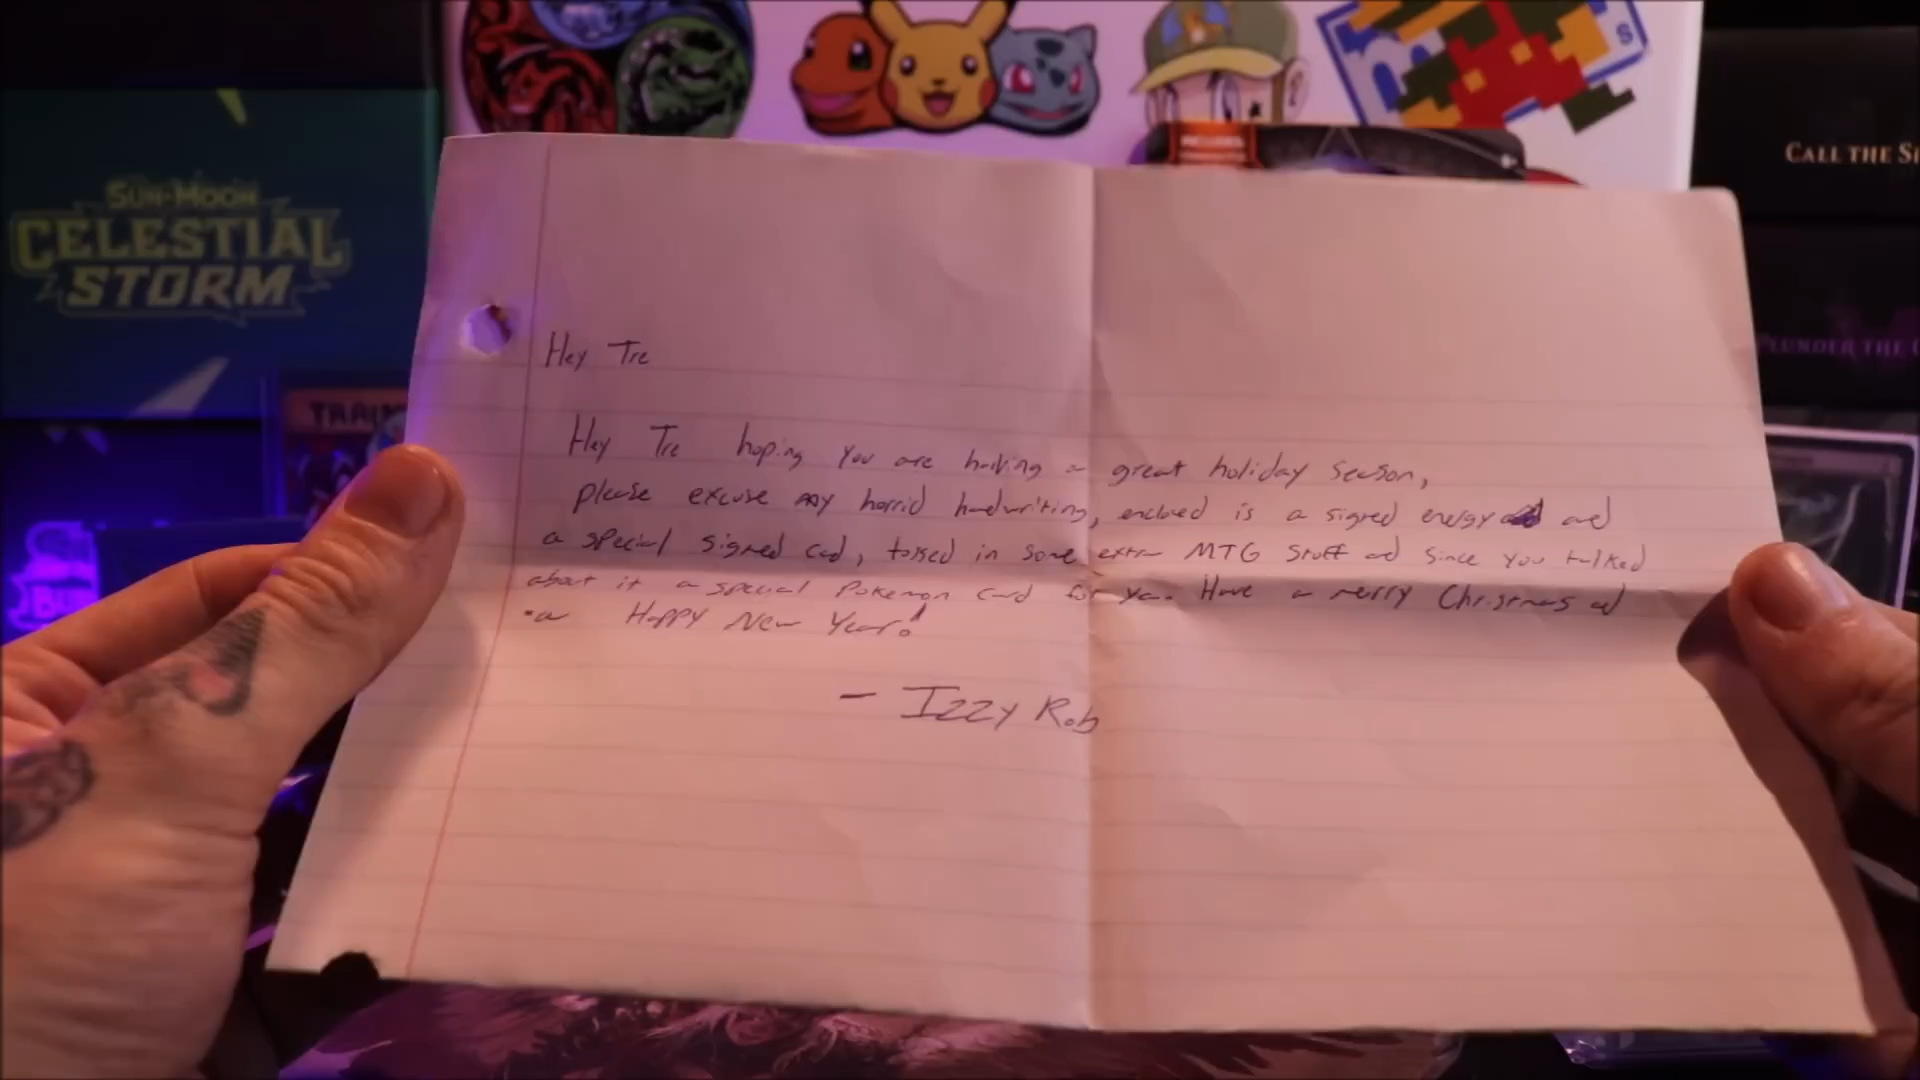 SUN-MOON
CELESTIAL
STORM
CALL THE
PLUNDER THE
Hey Tre
Hey Tre hoping you are having a great holiday season,
please excuse my horrid handwriting, enclosed is a signed energy and
a special signed card, tossed in some extra MTG stuff and since you talked
about it a special Pokemon card for you. Have a merry Christmas and
a Happy New Year!
- Izzy Rob